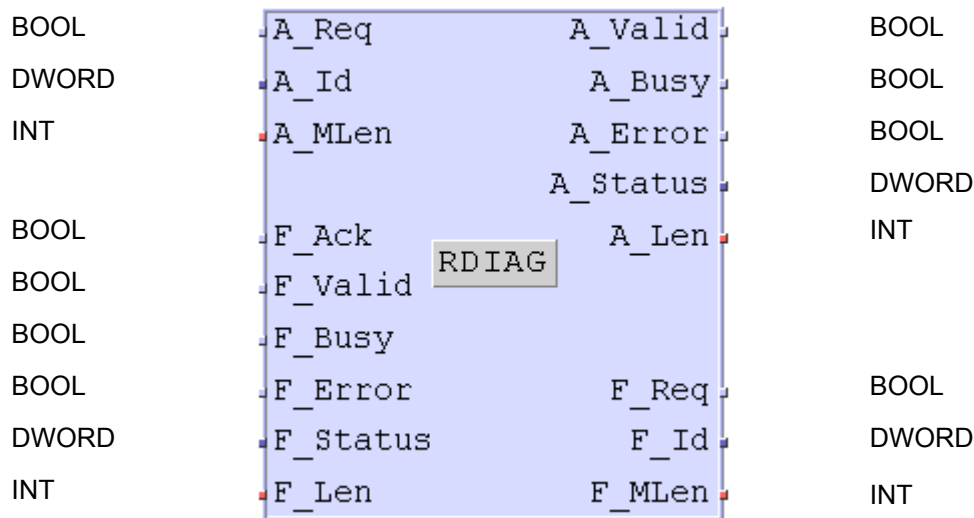 BOOL A_Req A_Valid BOOL
DWORD A_Id A_Busy BOOL
INT A_MLen A_Error BOOL
A_Status DWORD
BOOL F_Ack A_Len INT
RDIAG
BOOL F_Valid
BOOL F_Busy
BOOL F_Error F_Req BOOL
DWORD F_Status F_Id DWORD
INT F_Len F_MLen INT